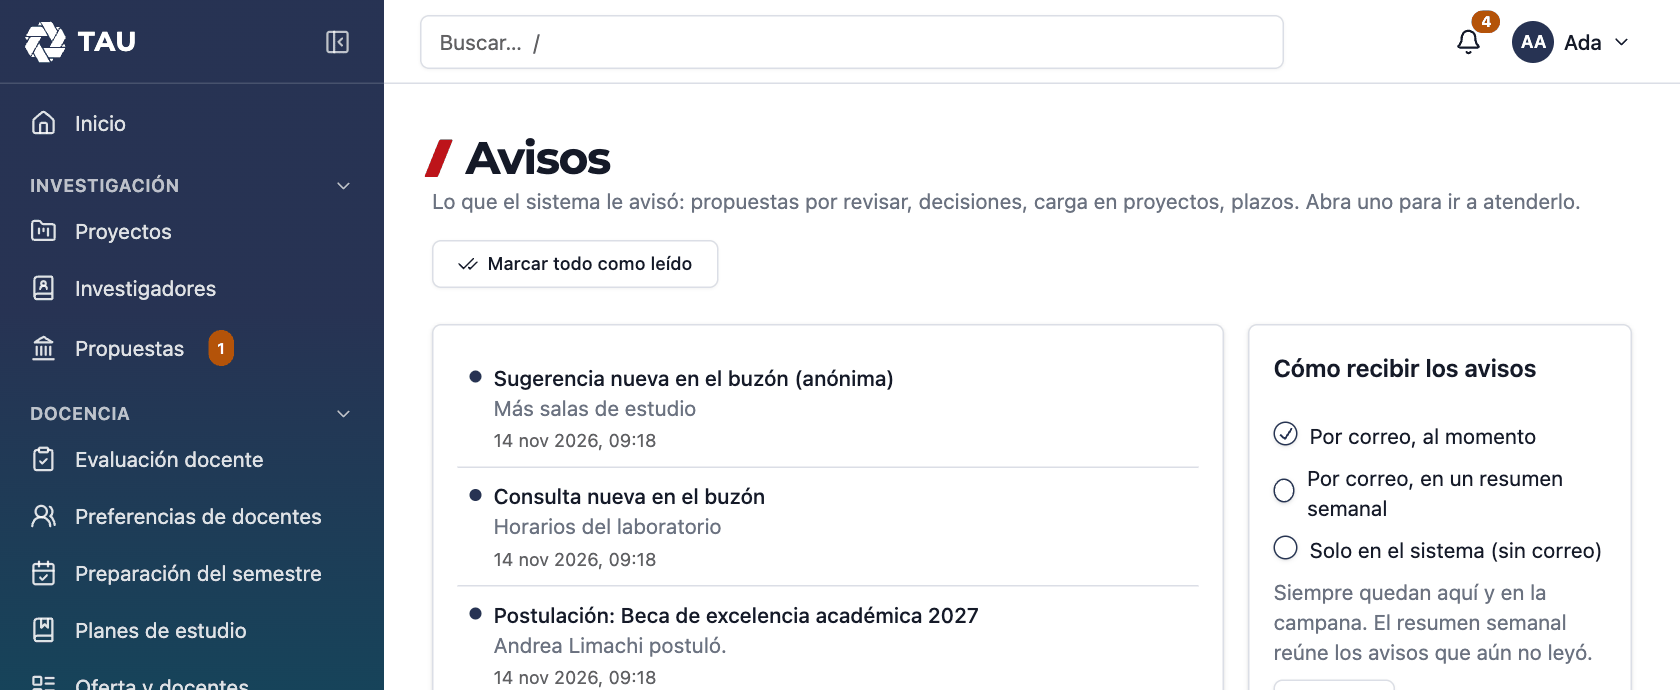 TAU
Buscar... /
4
AA Ada
Inicio
INVESTIGACIÓN
Proyectos
Investigadores
Propuestas 1
DOCENCIA
Evaluación docente
Preferencias de docentes
Preparación del semestre
Planes de estudio
Oferta y docentes
Avisos
Lo que el sistema le avisó: propuestas por revisar, decisiones, carga en proyectos, plazos. Abra uno para ir a atenderlo.
Marcar todo como leído
Sugerencia nueva en el buzón (anónima)
Más salas de estudio
14 nov 2026, 09:18
Consulta nueva en el buzón
Horarios del laboratorio
14 nov 2026, 09:18
Postulación: Beca de excelencia académica 2027
Andrea Limachi postuló.
14 nov 2026, 09:18
Cómo recibir los avisos
Por correo, al momento
Por correo, en un resumen
semanal
Solo en el sistema (sin correo)
Siempre quedan aquí y en la
campana. El resumen semanal
reúne los avisos que aún no leyó.